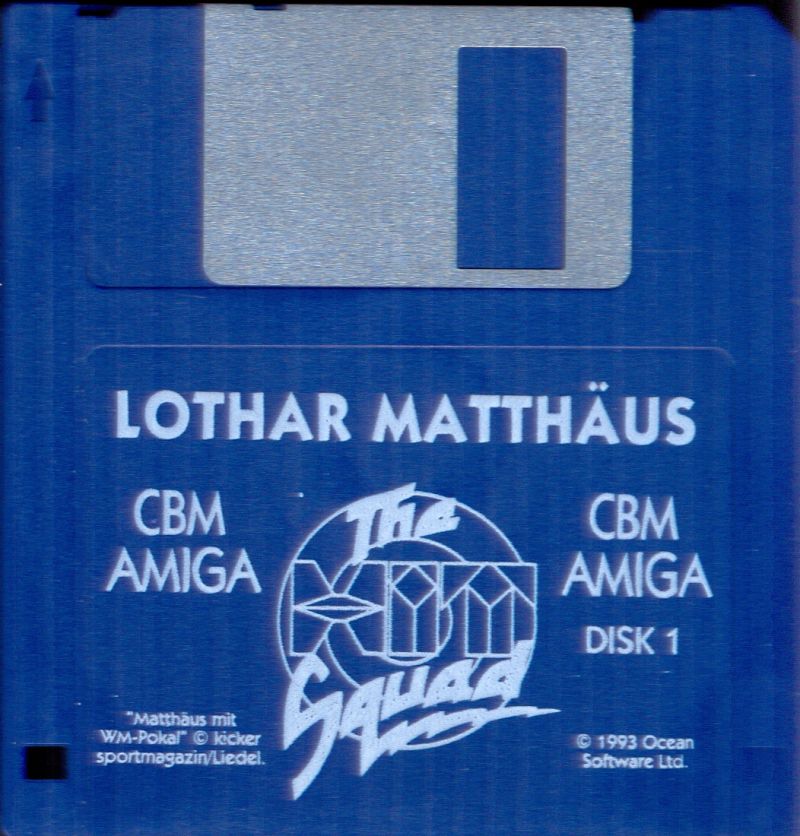 LOTHAR MATTHÄUS
CBM
AMIGA
The
Hit
Squad
CBM
AMIGA
DISK 1
"Matthäus mit
WM-Pokal" © kicker
sportmagazin/Liedel.
© 1993 Ocean
Software Ltd.